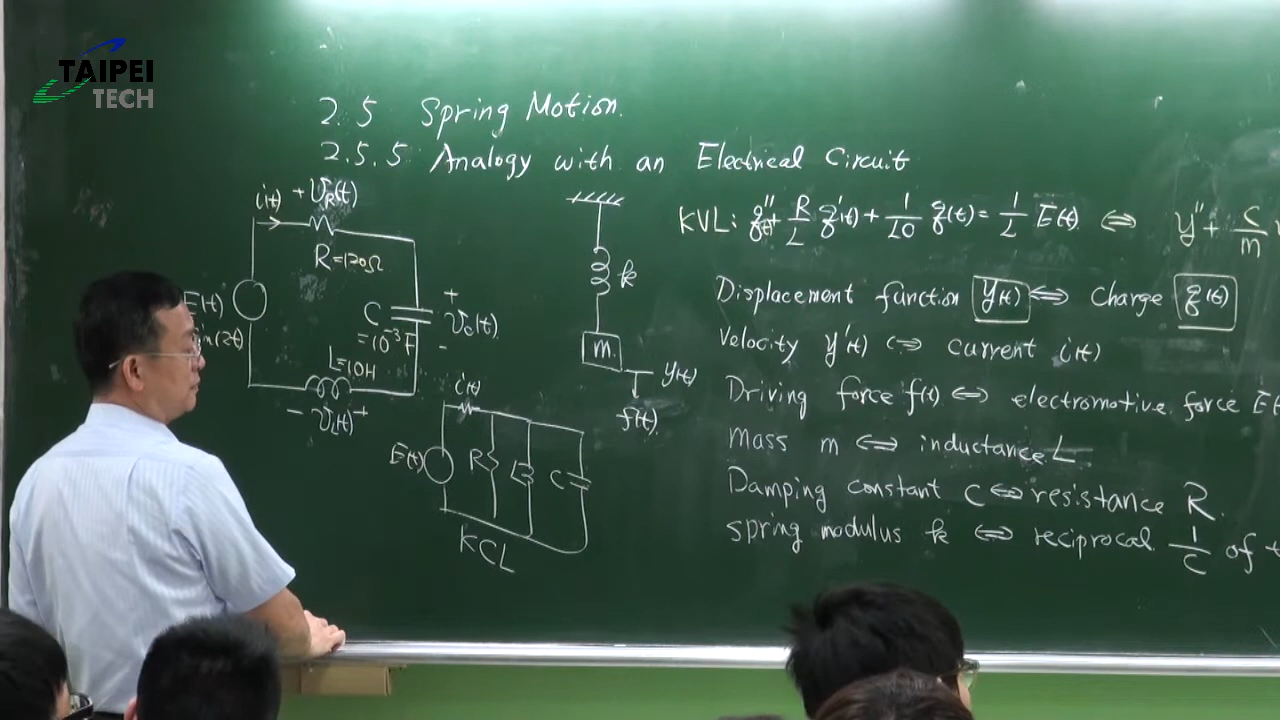 TAIPEI
TECH
2.5 Spring Motion.
2.5.5 Analogy with an Electrical Circuit
i(t) + V_R(t) -
R=120Ω
E(t)
(2t)
C
=10⁻³F
+
V_C(t)
-
L=10H
- V_L(t) +
k
m
y(t)
f(t)
i(t)
E(t) R L C
KCL
KVL: q''(t)+ R/L q'(t)+ 1/LC q(t)= 1/L E(t) ⇔ y''+ c/m
Displacement function y(t) ⇔ Charge q(t)
Velocity y'(t) ⇔ current i(t)
Driving force f(t) ⇔ electromotive force
Mass m ⇔ inductance L
Damping constant C ⇔ resistance R.
spring modulus k ⇔ reciprocal 1/C of